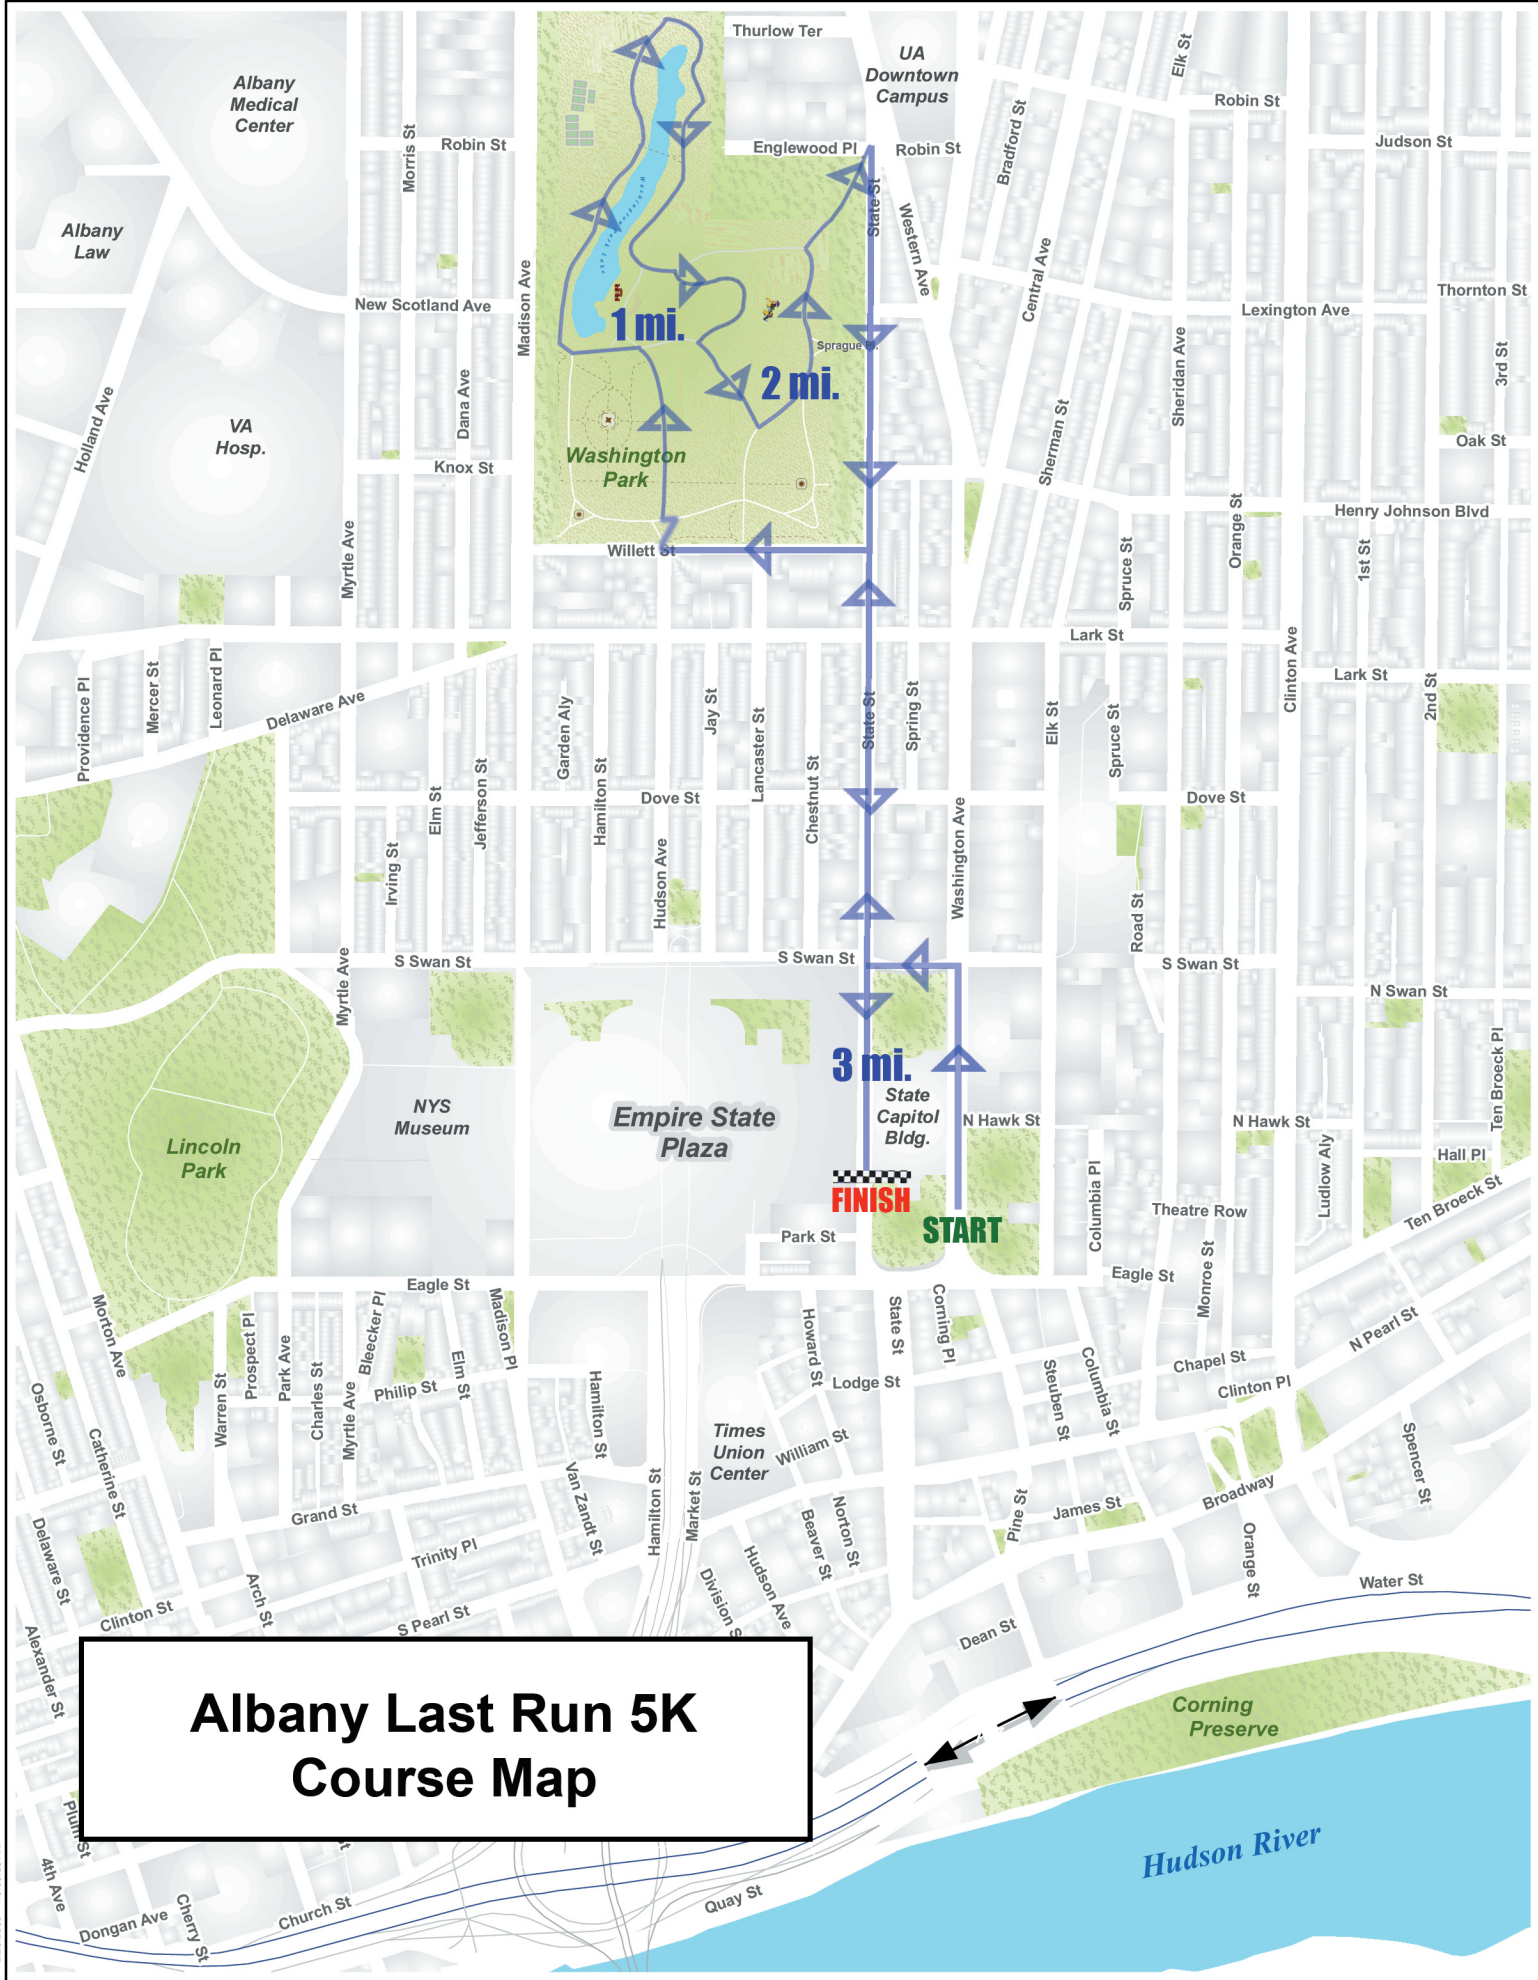 Thurlow Ter
UA
Downtown
Campus
Elk St
Albany
Medical
Center
Robin St
Morris St
Robin St
Englewood Pl
Robin St
Bradford St
Judson St
Albany
Law
State St
Western Ave
Central Ave
Madison Ave
New Scotland Ave
1 mi.
Lexington Ave
Thornton St
Sprague Pl.
3rd St
Sheridan Ave
Holland Ave
Dana Ave
2 mi.
VA
Hosp.
Sherman St
Oak St
Washington
Park
Knox St
Henry Johnson Blvd
Orange St
Myrtle Ave
Willett St
Spruce St
1st St
Lark St
Clinton Ave
Lark St
Providence Pl
Mercer St
Leonard Pl
Delaware Ave
Garden Aly
Jay St
State St
Spring St
Elk St
Spruce St
2nd St
Elm St
Jefferson St
Hamilton St
Dove St
Lancaster St
Chestnut St
Dove St
Washington Ave
Irving St
Hudson Ave
Road St
S Swan St
S Swan St
S Swan St
Myrtle Ave
N Swan St
3 mi.
Ten Broeck Pl
NYS
Museum
Empire State
Plaza
State
Capitol
Bldg.
N Hawk St
N Hawk St
Lincoln
Park
Hall Pl
Ludlow Aly
Columbia Pl
FINISH
START
Theatre Row
Ten Broeck St
Park St
Eagle St
Eagle St
Monroe St
Morton Ave
Madison Pl
Prospect Pl
Bleecker Pl
Howard St
State St
Corning Pl
N Pearl St
Park Ave
Elm St
Chapel St
Osborne St
Warren St
Charles St
Myrtle Ave
Philip St
Hamilton St
Lodge St
Steuben St
Columbia St
Clinton Pl
Catherine St
Times
Union
Center
William St
Spencer St
Grand St
Van Zandt St
Hamilton St
Market St
Beaver St
Norton St
Pine St
James St
Broadway
Delaware St
Trinity Pl
Hudson Ave
Orange St
Arch St
Division S
Water St
Clinton St
S Pearl St
Dean St
Alexander St
Albany Last Run 5K
Course Map
Corning
Preserve
Plum St
Hudson River
4th Ave
Cherry St
Church St
Quay St
Dongan Ave